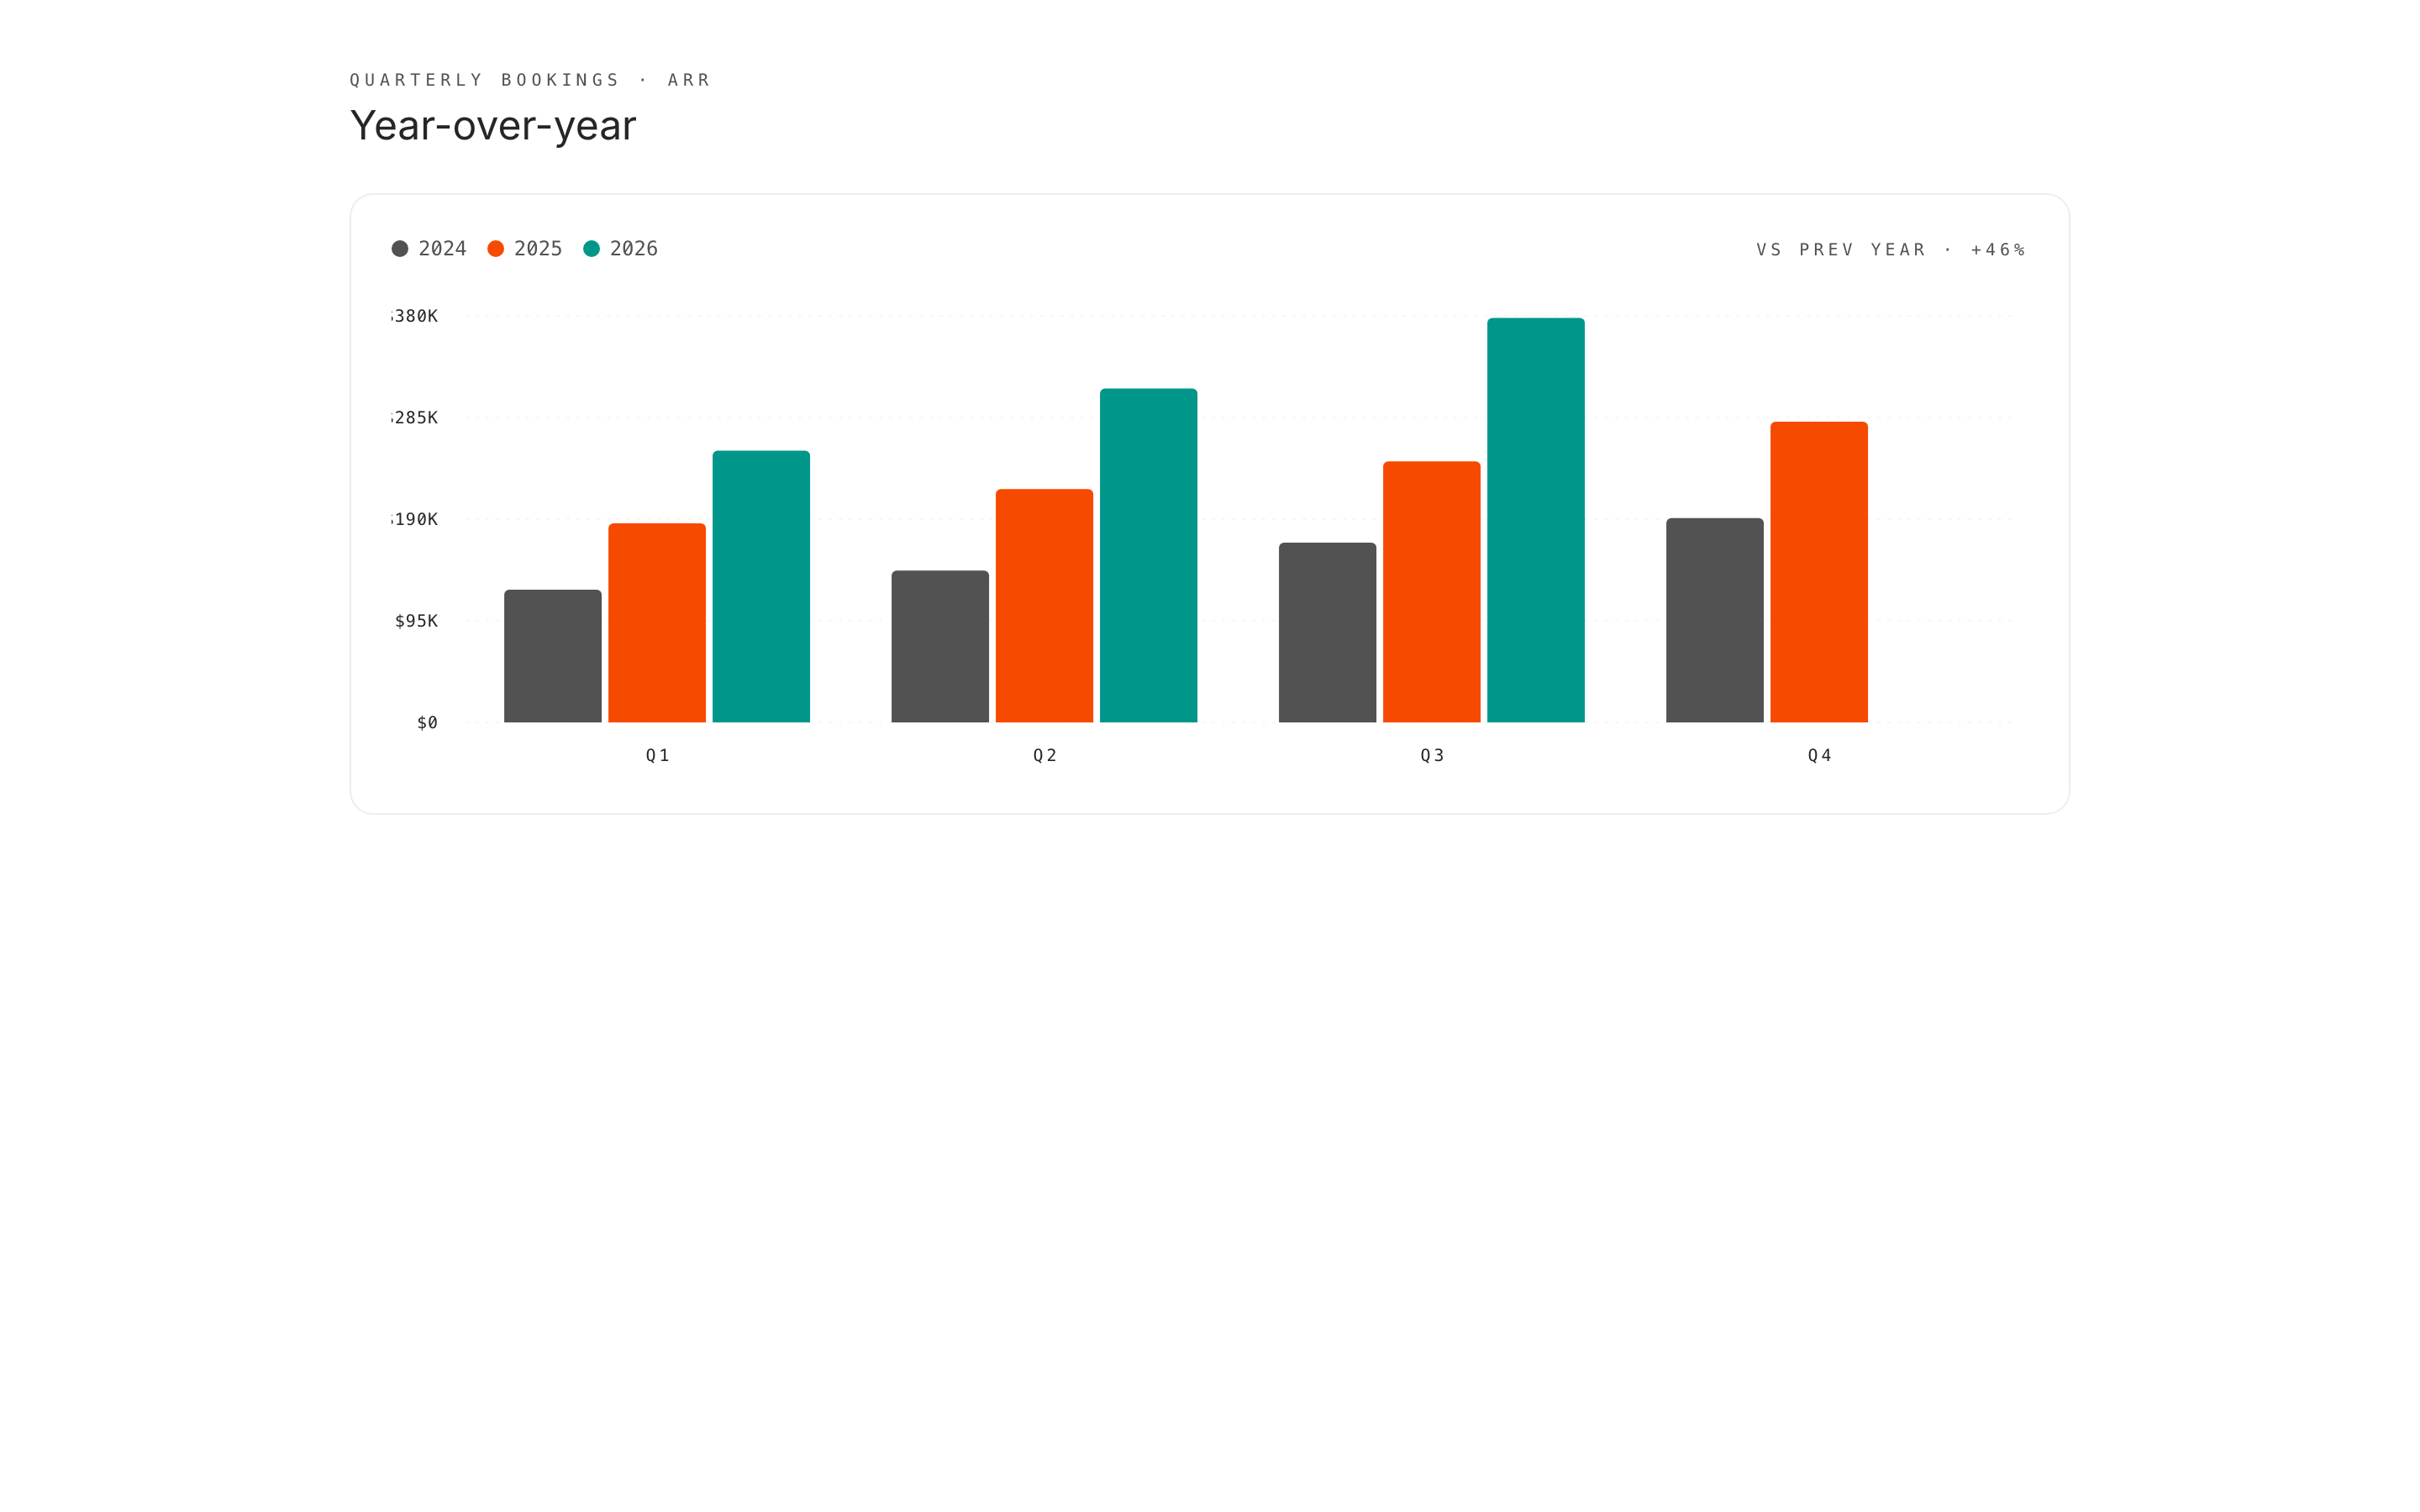 QUARTERLY BOOKINGS · ARR
Year-over-year
2024 2025 2026
VS PREV YEAR · +46%
$380K
$285K
$190K
$95K
$0
Q1 Q2 Q3 Q4